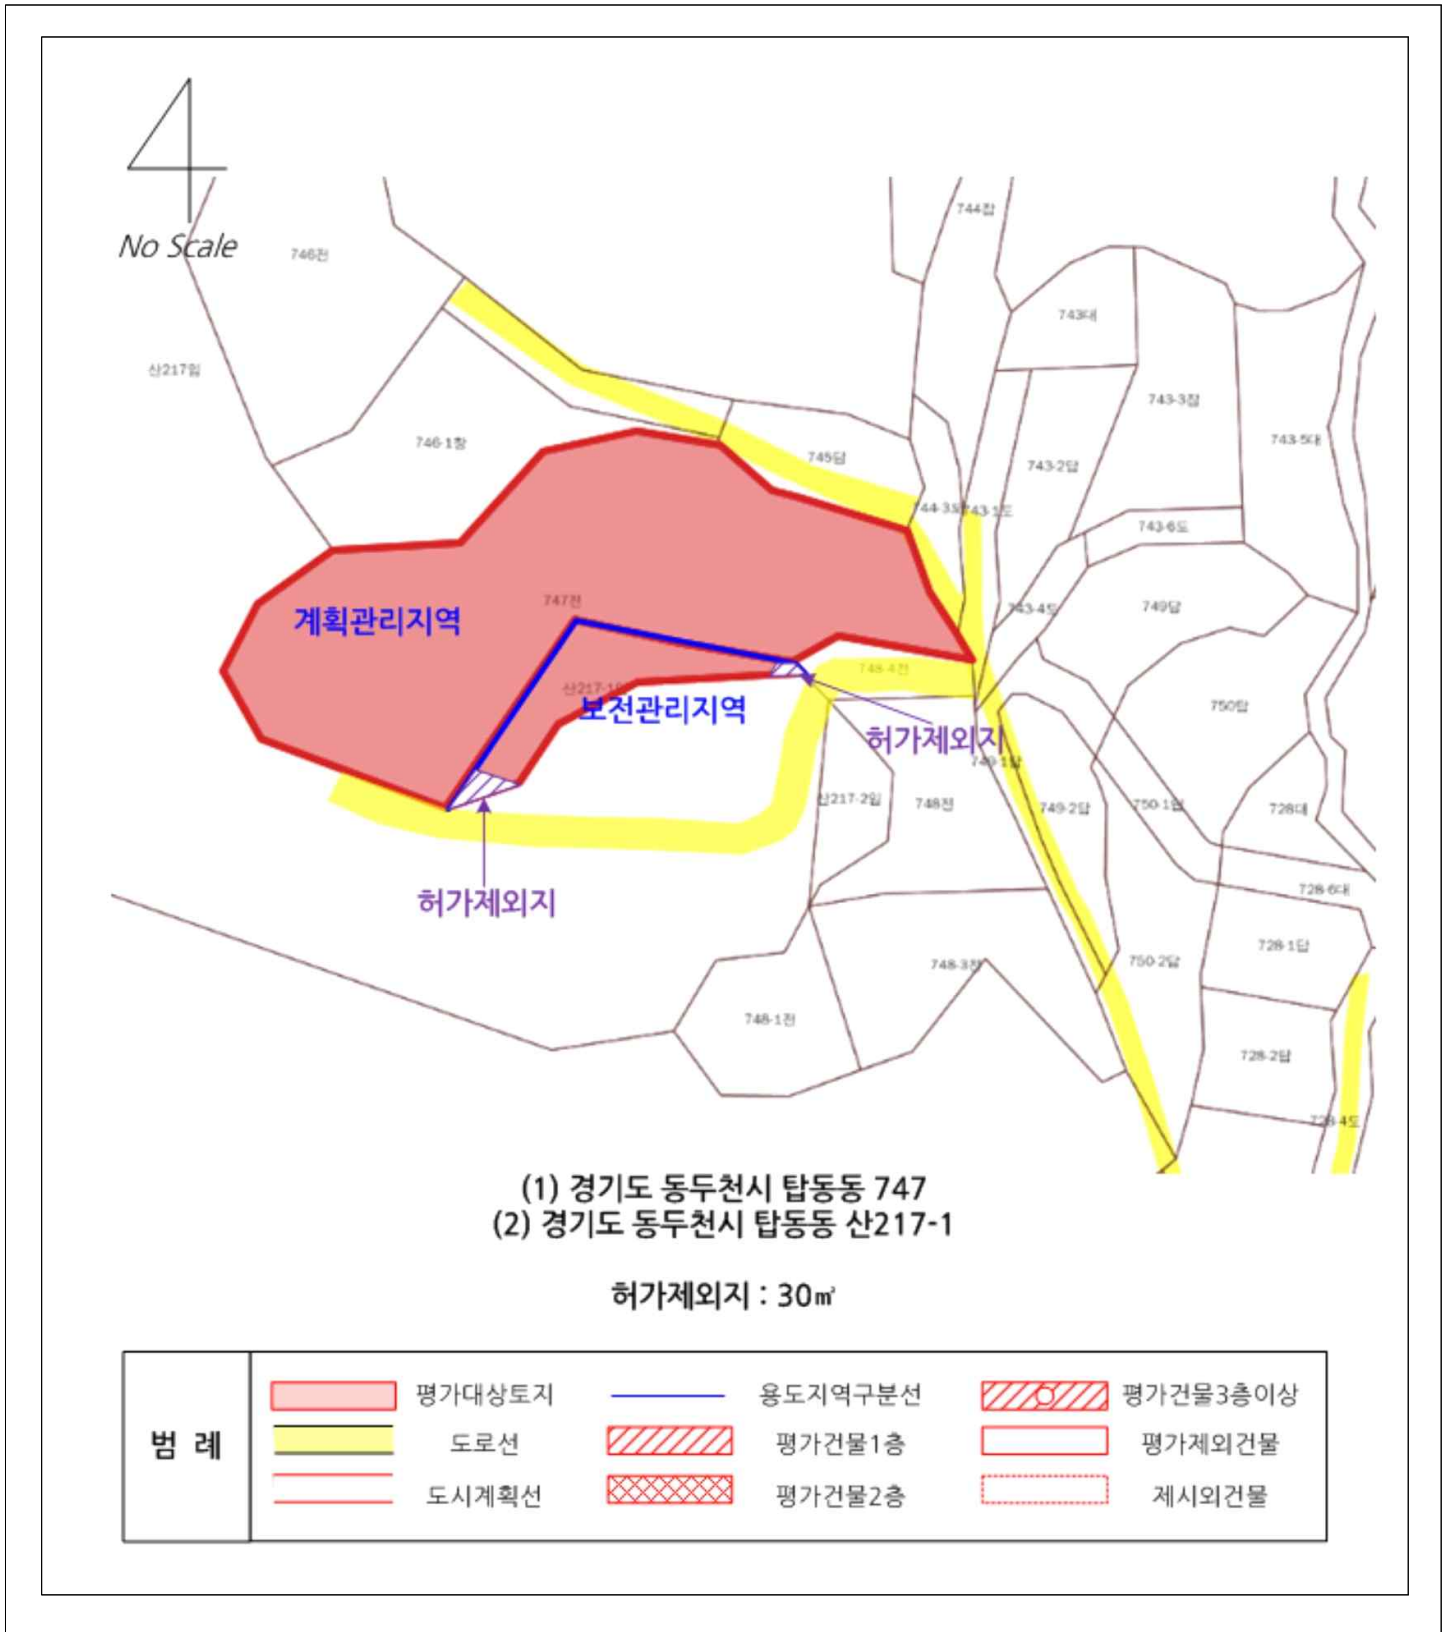 No Scale
746전
744잡
743대
산217임
743-3잡
746-1창
745답
743-5대
743-2답
744-3도
743-1도
743-6도
747전
743-4도
749답
계획관리지역
748-4전
산217-1임
보전관리지역
750답
허가제외지
749-1답
산217-2임
748전
749-2답
750-1답
728대
허가제외지
728-6대
728-1답
748-3전
750-2답
748-1전
728-2답
728-4도
(1) 경기도 동두천시 탑동동 747
(2) 경기도 동두천시 탑동동 산217-1
허가제외지 : 30㎡
범 례
평가대상토지 용도지역구분선 평가건물3층이상
도로선 평가건물1층 평가제외건물
도시계획선 평가건물2층 제시외건물